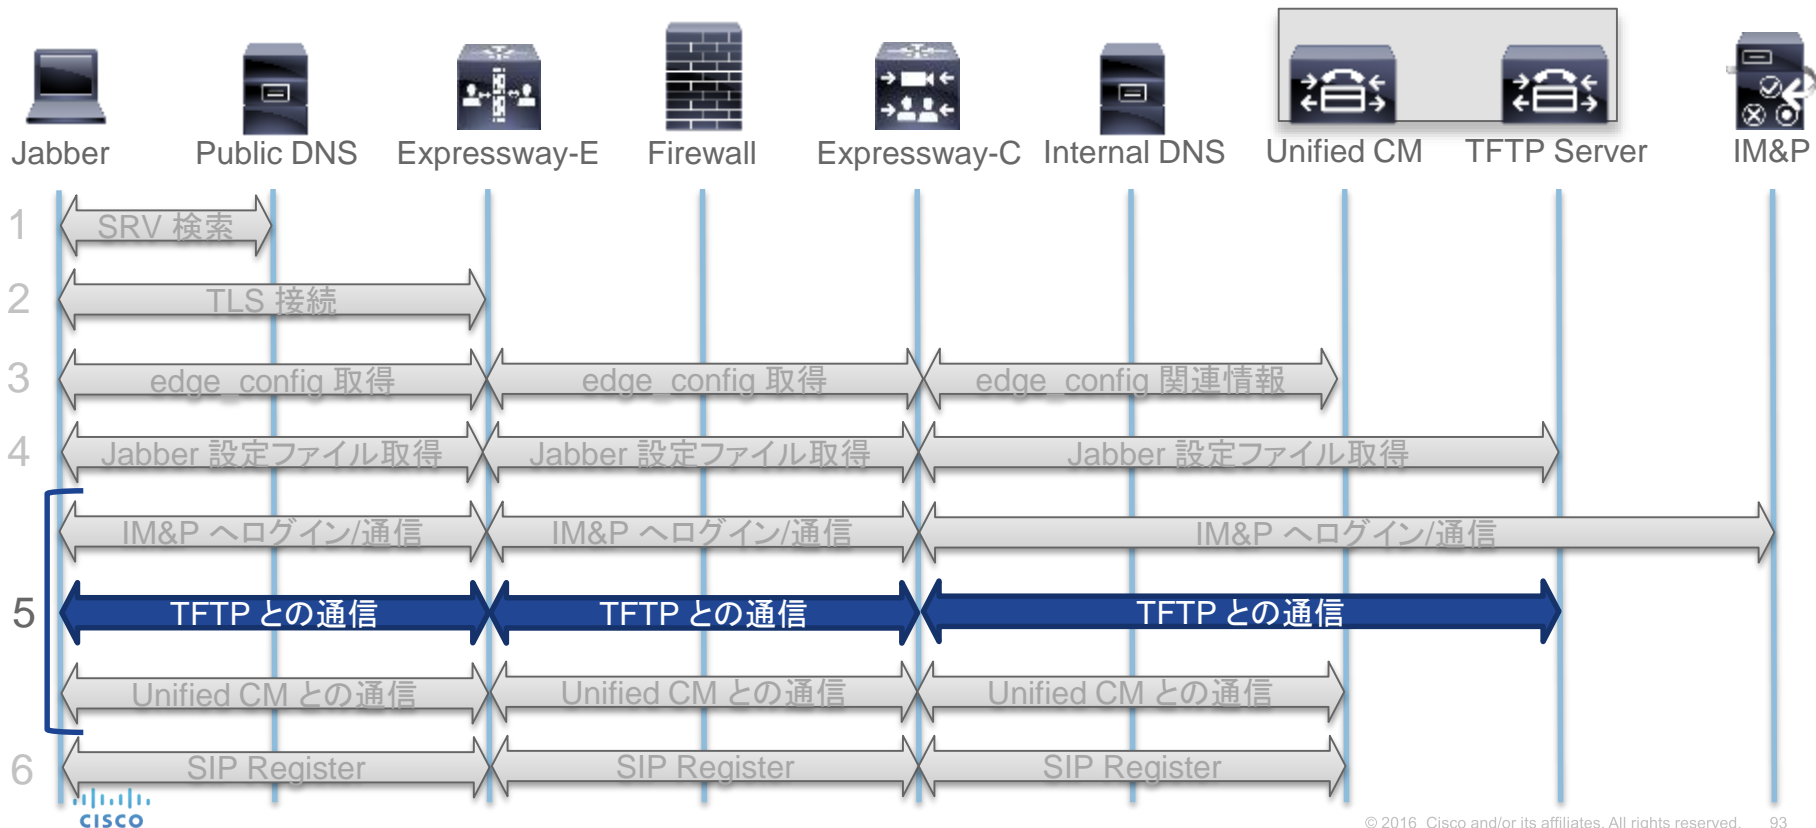 Jabber Public DNS Expressway-E Firewall Expressway-C Internal DNS Unified CM TFTP Server IM&P
1 SRV 検索
2 TLS 接続
3 edge_config 取得 edge_config 取得 edge_config 関連情報
4 Jabber 設定ファイル取得 Jabber 設定ファイル取得 Jabber 設定ファイル取得
IM&P へログイン/通信 IM&P へログイン/通信 IM&P へログイン/通信
5 TFTP との通信 TFTP との通信 TFTP との通信
Unified CM との通信 Unified CM との通信 Unified CM との通信
6 SIP Register SIP Register SIP Register
CISCO
© 2016 Cisco and/or its affiliates. All rights reserved. 93